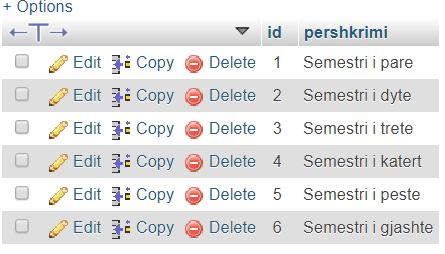 + Options
←T→ id pershkrimi
Edit Copy Delete 1 Semestri i pare
Edit Copy Delete 2 Semestri i dyte
Edit Copy Delete 3 Semestri i trete
Edit Copy Delete 4 Semestri i katert
Edit Copy Delete 5 Semestri i peste
Edit Copy Delete 6 Semestri i gjashte